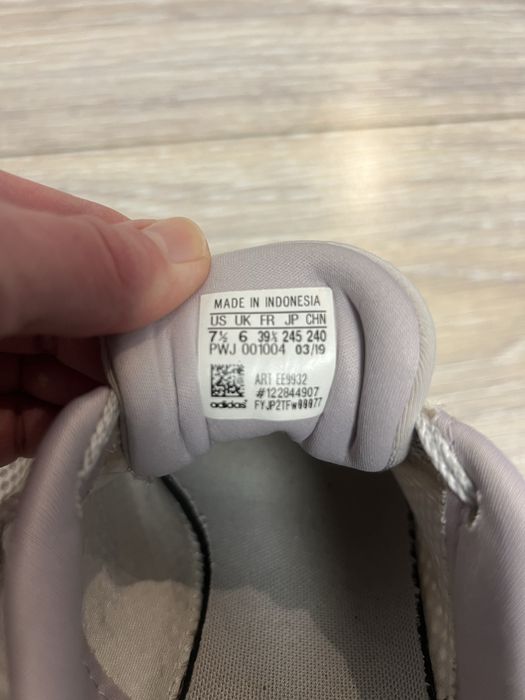 MADE IN INDONESIA
US UK FR JP CHN
7½ 6 39⅓ 245 240
PWJ 001004 03/19
ART EE9932
#122844907
adidas FYJP2TFW00077